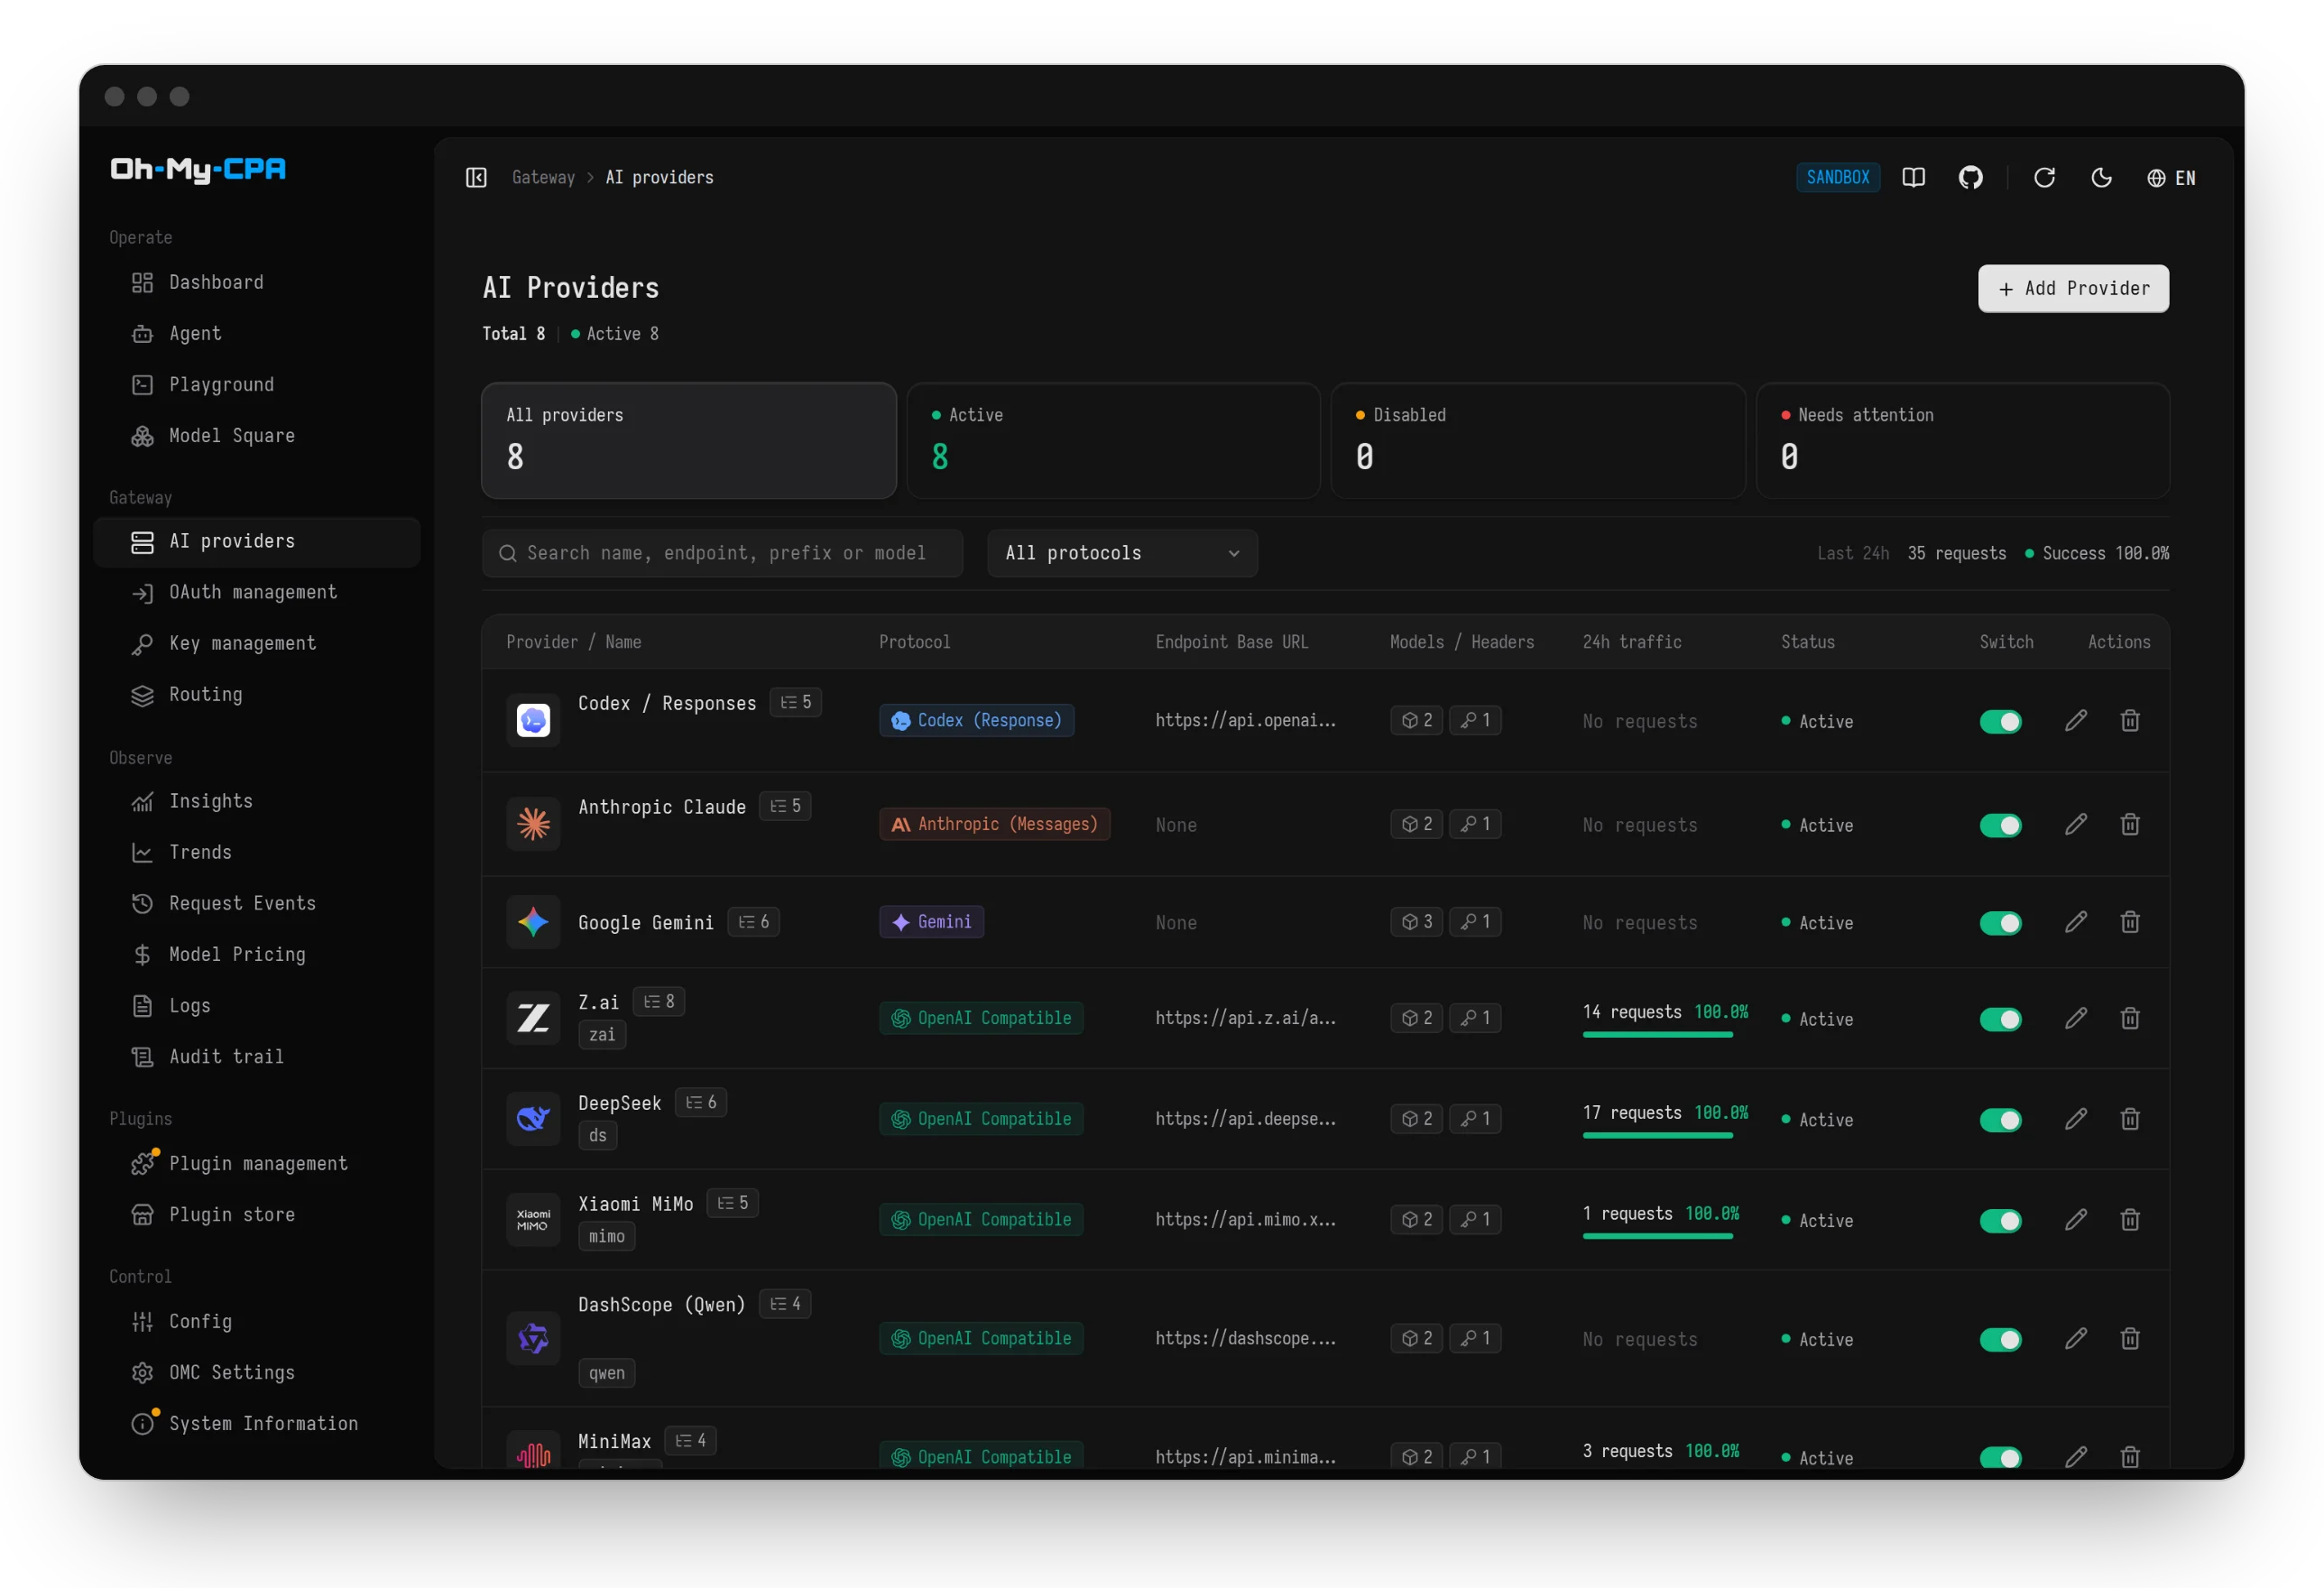 Oh-My-CPA
Operate
Dashboard
Agent
Playground
Model Square
Gateway
AI providers
OAuth management
Key management
Routing
Observe
Insights
Trends
Request Events
Model Pricing
Logs
Audit trail
Plugins
Plugin management
Plugin store
Control
Config
OMC Settings
System Information
Gateway > AI providers
SANDBOX
EN
AI Providers
+ Add Provider
Total 8 Active 8
All providers
8
Active
8
Disabled
0
Needs attention
0
Search name, endpoint, prefix or model
All protocols
Last 24h 35 requests Success 100.0%
Provider / Name Protocol Endpoint Base URL Models / Headers 24h traffic Status Switch Actions
Codex / Responses 5
Codex (Response) https://api.openai... 2 1 No requests Active
Anthropic Claude 5
Anthropic (Messages) None 2 1 No requests Active
Google Gemini 6 Gemini None 3 1 No requests Active
Z.ai 8
zai
OpenAI Compatible https://api.z.ai/a... 2 1 14 requests 100.0% Active
DeepSeek 6
ds
OpenAI Compatible https://api.deepse... 2 1 17 requests 100.0% Active
Xiaomi MiMO
Xiaomi MiMo 5
mimo
OpenAI Compatible https://api.mimo.x... 2 1 1 requests 100.0% Active
DashScope (Qwen) 4
qwen
OpenAI Compatible https://dashscope.... 2 1 No requests Active
MiniMax 4
OpenAI Compatible https://api.minima... 2 1 3 requests 100.0% Active